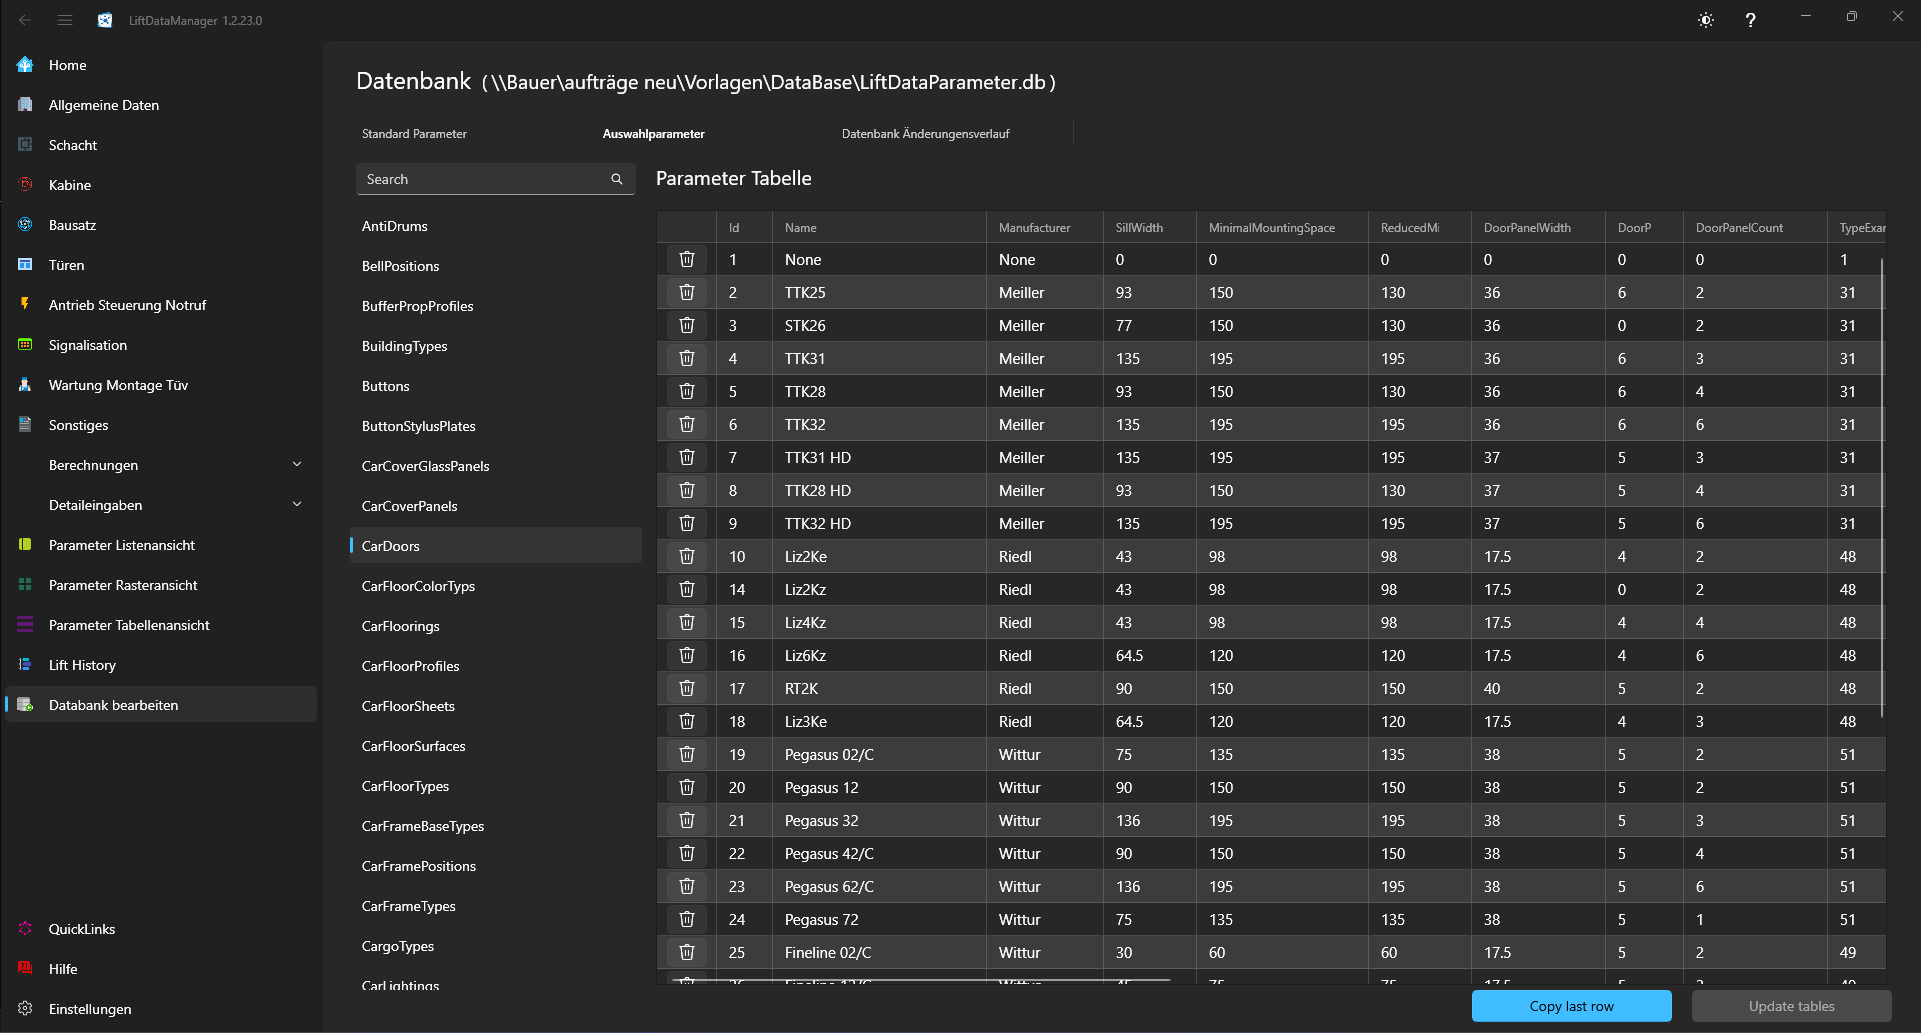 LiftDataManager 1.2.23.0
?
Home
Allgemeine Daten
Schacht
Kabine
Bausatz
Türen
Antrieb Steuerung Notruf
Signalisation
Wartung Montage Tüv
Sonstiges
Berechnungen
Detaileingaben
Parameter Listenansicht
Parameter Rasteransicht
Parameter Tabellenansicht
Lift History
Databank bearbeiten
QuickLinks
Hilfe
Einstellungen
Datenbank (\\Bauer\aufträge neu\Vorlagen\DataBase\LiftDataParameter.db)
Standard Parameter Auswahlparameter Datenbank Änderungensverlauf
Search
AntiDrums
BellPositions
BufferPropProfiles
BuildingTypes
Buttons
ButtonStylusPlates
CarCoverGlassPanels
CarCoverPanels
CarDoors
CarFloorColorTyps
CarFloorings
CarFloorProfiles
CarFloorSheets
CarFloorSurfaces
CarFloorTypes
CarFrameBaseTypes
CarFramePositions
CarFrameTypes
CargoTypes
CarLightings
Parameter Tabelle
Id Name Manufacturer SillWidth MinimalMountingSpace ReducedMi DoorPanelWidth DoorP DoorPanelCount TypeExar
1 None None 0 0 0 0 0 0 1
2 TTK25 Meiller 93 150 130 36 6 2 31
3 STK26 Meiller 77 150 130 36 0 2 31
4 TTK31 Meiller 135 195 195 36 6 3 31
5 TTK28 Meiller 93 150 130 36 6 4 31
6 TTK32 Meiller 135 195 195 36 6 6 31
7 TTK31 HD Meiller 135 195 195 37 5 3 31
8 TTK28 HD Meiller 93 150 130 37 5 4 31
9 TTK32 HD Meiller 135 195 195 37 5 6 31
10 Liz2Ke Riedl 43 98 98 17.5 4 2 48
14 Liz2Kz Riedl 43 98 98 17.5 0 2 48
15 Liz4Kz Riedl 43 98 98 17.5 4 4 48
16 Liz6Kz Riedl 64.5 120 120 17.5 4 6 48
17 RT2K Riedl 90 150 150 40 5 2 48
18 Liz3Ke Riedl 64.5 120 120 17.5 4 3 48
19 Pegasus 02/C Wittur 75 135 135 38 5 2 51
20 Pegasus 12 Wittur 90 150 150 38 5 2 51
21 Pegasus 32 Wittur 136 195 195 38 5 3 51
22 Pegasus 42/C Wittur 90 150 150 38 5 4 51
23 Pegasus 62/C Wittur 136 195 195 38 5 6 51
24 Pegasus 72 Wittur 75 135 135 38 5 1 51
25 Fineline 02/C Wittur 30 60 60 17.5 5 2 49
Copy last row
Update tables